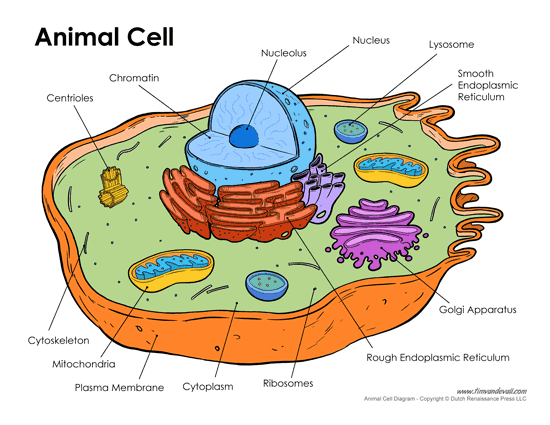 Animal Cell
Nucleolus
Nucleus
Lysosome
Chromatin
Smooth
Endoplasmic
Reticulum
Centrioles
Golgi Apparatus
Cytoskeleton
Rough Endoplasmic Reticulum
Mitochondria
Plasma Membrane
Cytoplasm
Ribosomes
www.timvandevall.com
Animal Cell Diagram - Copyright © Dutch Renaissance Press LLC